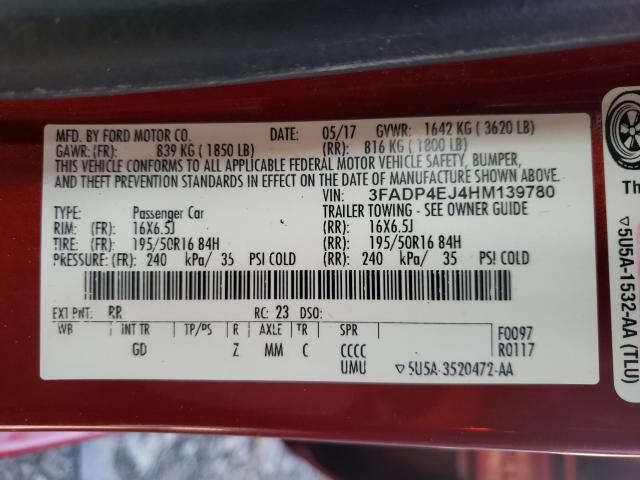 MFD. BY FORD MOTOR CO. DATE: 05/17 GVWR: 1642 KG ( 3620 LB)
GAWR: (FR): 839 KG ( 1850 LB) (RR): 816 KG ( 1800 LB)
THIS VEHICLE CONFORMS TO ALL APPLICABLE FEDERAL MOTOR VEHICLE SAFETY, BUMPER,
AND THEFT PREVENTION STANDARDS IN EFFECT ON THE DATE OF MANUFACTURE SHOWN ABOVE.
VIN: 3FADP4EJ4HM139780
TYPE: Passenger Car TRAILER TOWING - SEE OWNER GUIDE
RIM: (FR): 16X6.5J (RR): 16X6.5J
TIRE: (FR): 195/50R16 84H (RR): 195/50R16 84H
PRESSURE: (FR): 240 kPa/ 35 PSI COLD (RR): 240 kPa/ 35 PSI COLD
EXT PNT: RR RC: 23 DSO:
WB INT TR TP/PS R AXLE TR SPR F0097
GD Z MM C CCCC R0117
UMU ▽5U5A-3520472-AA
Th
▽5U5A-1532-AA (TLU)